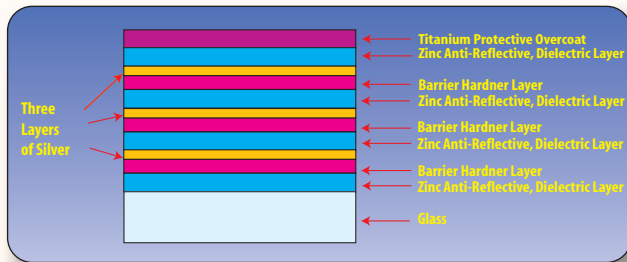 Titanium Protective Overcoat
Zinc Anti-Reflective, Dielectric Layer
Barrier Hardner Layer
Zinc Anti-Reflective, Dielectric Layer
Three
Layers
of Silver
Barrier Hardner Layer
Zinc Anti-Reflective, Dielectric Layer
Barrier Hardner Layer
Zinc Anti-Reflective, Dielectric Layer
Glass